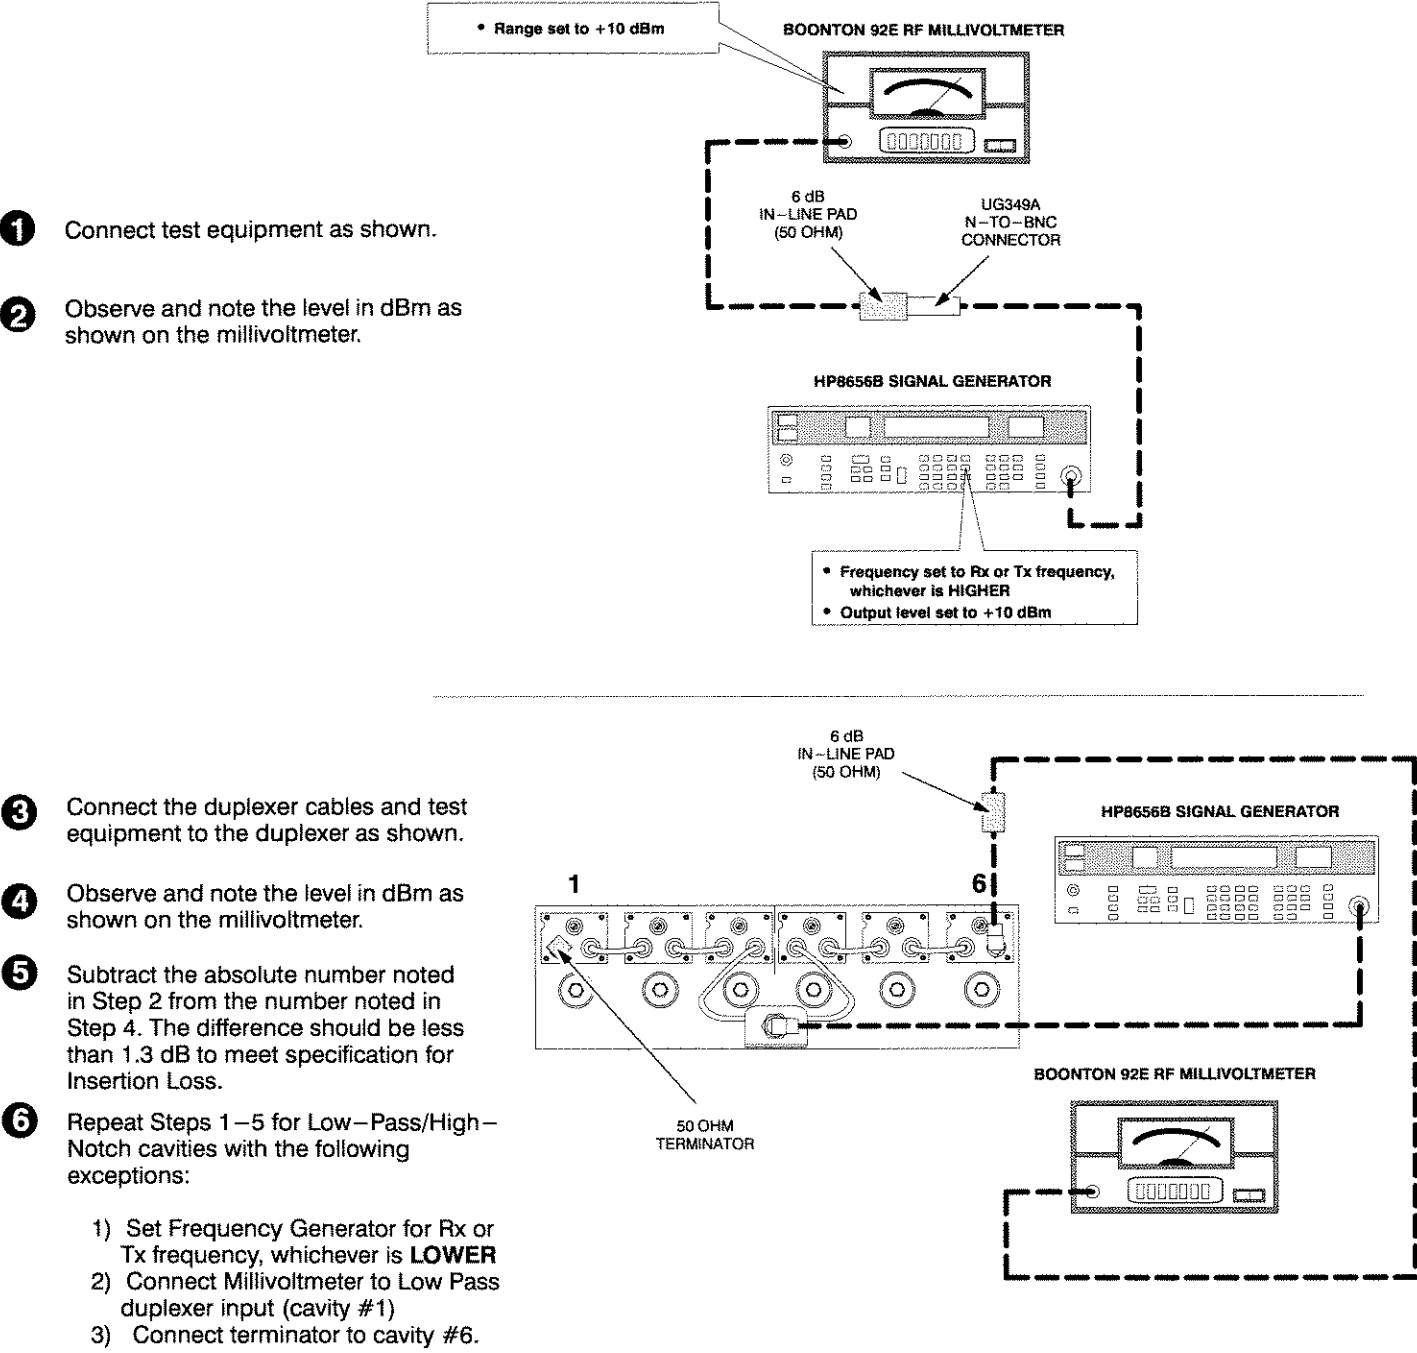 • Range set to +10 dBm
BOONTON 92E RF MILLIVOLTMETER
6 dB
IN–LINE PAD
(50 OHM)
UG349A
N–TO–BNC
CONNECTOR
1 Connect test equipment as shown.
2 Observe and note the level in dBm as
shown on the millivoltmeter.
HP8656B SIGNAL GENERATOR
• Frequency set to Rx or Tx frequency,
whichever is HIGHER
• Output level set to +10 dBm
6 dB
IN–LINE PAD
(50 OHM)
HP8656B SIGNAL GENERATOR
3 Connect the duplexer cables and test
equipment to the duplexer as shown.
1
6
4 Observe and note the level in dBm as
shown on the millivoltmeter.
5 Subtract the absolute number noted
in Step 2 from the number noted in
Step 4. The difference should be less
than 1.3 dB to meet specification for
Insertion Loss.
BOONTON 92E RF MILLIVOLTMETER
50 OHM
TERMINATOR
6 Repeat Steps 1–5 for Low–Pass/High–
Notch cavities with the following
exceptions:
1) Set Frequency Generator for Rx or
Tx frequency, whichever is LOWER
2) Connect Millivoltmeter to Low Pass
duplexer input (cavity #1)
3) Connect terminator to cavity #6.